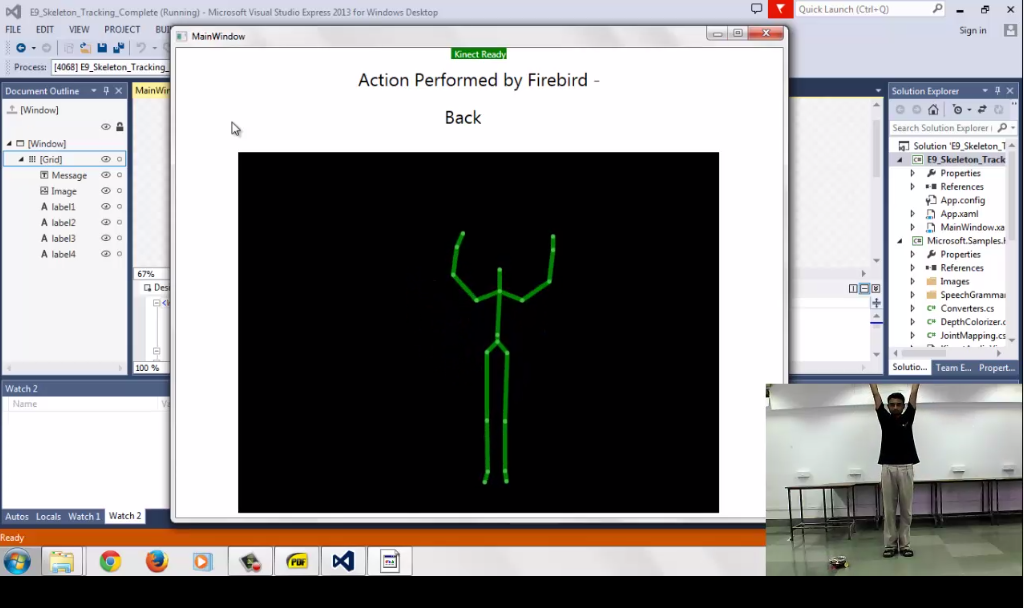 E9_Skeleton_Tracking_Complete (Running) - Microsoft Visual Studio Express 2013 for Windows Desktop
Quick Launch (Ctrl+Q)
FILE EDIT VIEW PROJECT
Sign in
Process: [4068] E9_Skeleton_Tracking_
MainWindow
Kinect Ready
Action Performed by Firebird -
Back
Document Outline
[Window]
[Window]
[Grid]
Message
Image
label1
label2
label3
label4
67%
100 %
Solution Explorer
Search Solution Explorer
Solution 'E9_Skeleton_T
E9_Skeleton_Track
Properties
References
App.config
App.xaml
MainWindow.xa
Microsoft.Samples.
Properties
References
Images
SpeechGramma
Converters.cs
DepthColorizer.c
JointMapping.cs
Solutio... Team E... Propert...
Watch 2
Name
Autos Locals Watch 1 Watch 2
Ready
PDF